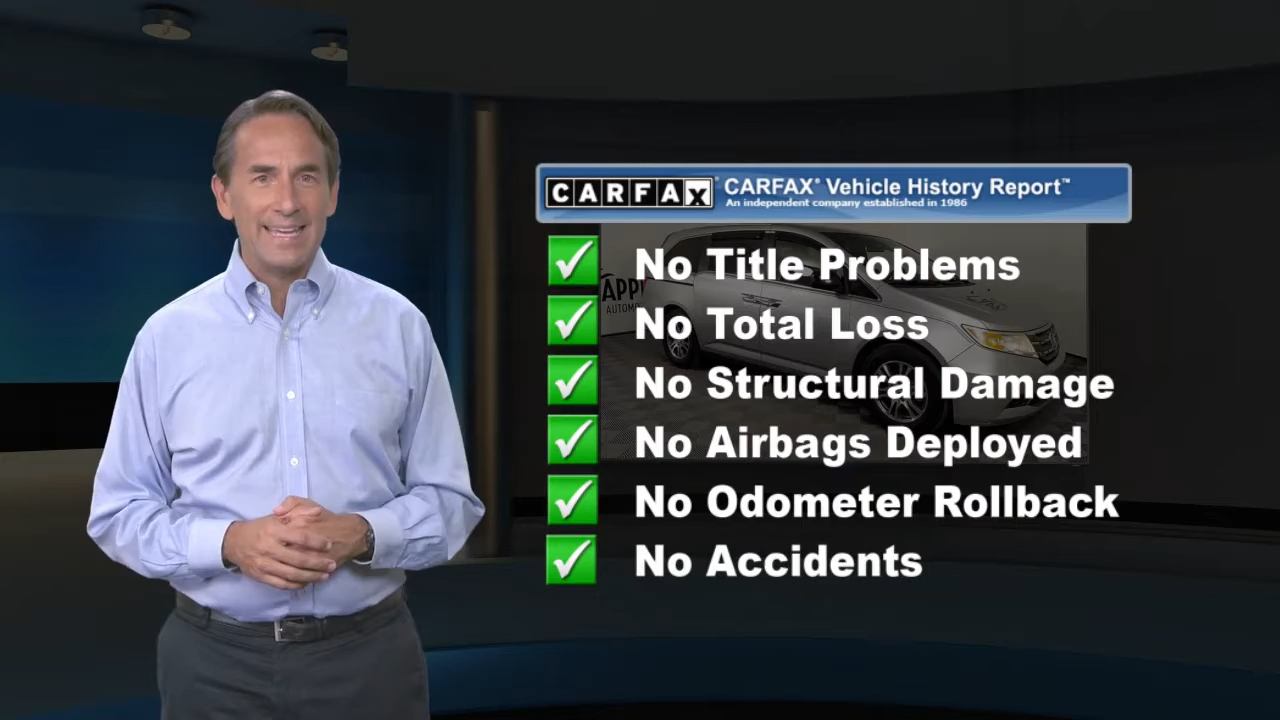 CARFAX
CARFAX® Vehicle History Report™
An independent company established in 1986
No Title Problems
No Total Loss
No Structural Damage
No Airbags Deployed
No Odometer Rollback
No Accidents